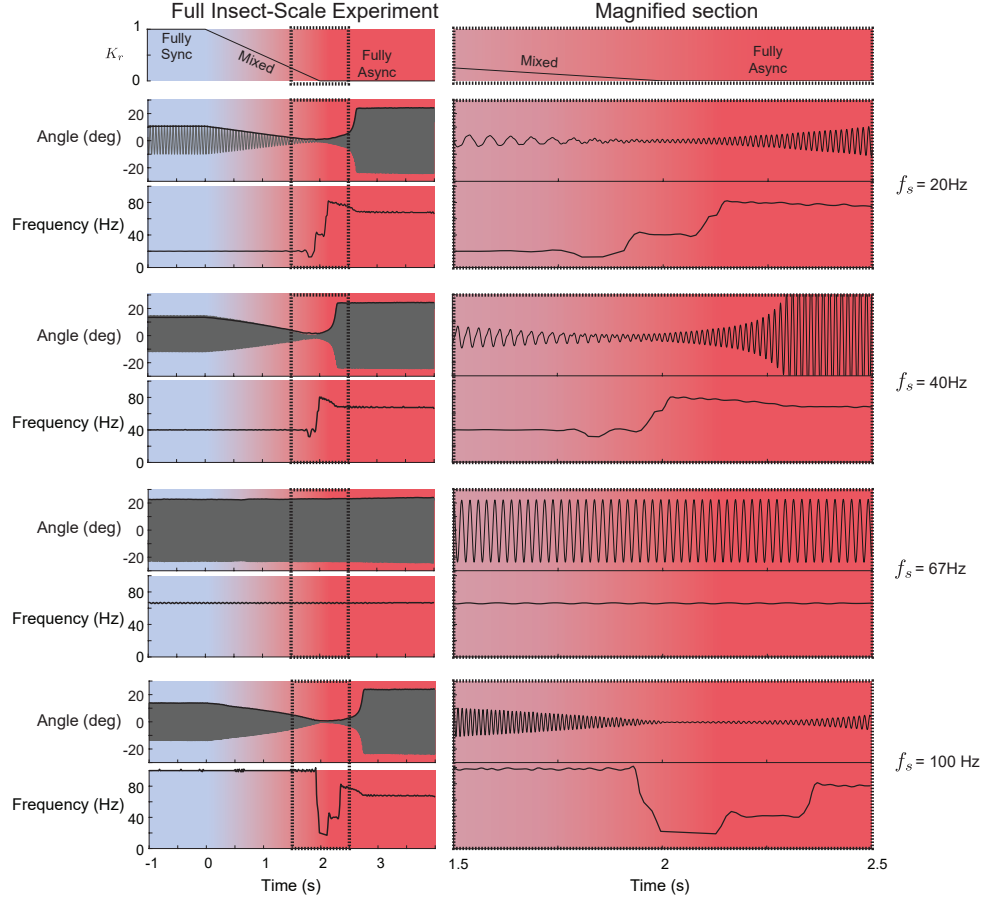 Full Insect-Scale Experiment
Magnified section
K_r
1
0
Fully
Sync
Mixed
Fully
Async
Mixed
Fully
Async
Angle (deg)
20
0
-20
f_s = 20Hz
Frequency (Hz)
80
40
0
Angle (deg)
20
0
-20
f_s = 40Hz
Frequency (Hz)
80
40
0
Angle (deg)
20
0
-20
f_s = 67Hz
Frequency (Hz)
80
40
0
Angle (deg)
20
0
-20
f_s = 100 Hz
Frequency (Hz)
80
40
0
-1 0 1 2 3
1.5 2 2.5
Time (s)
Time (s)